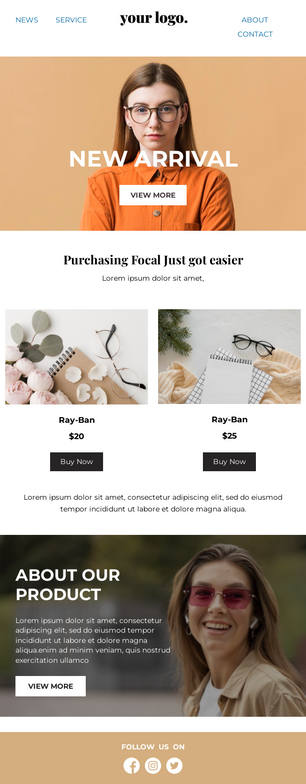 NEWS SERVICE your logo. ABOUT
CONTACT
NEW ARRIVAL
VIEW MORE
Purchasing Focal Just got easier
Lorem ipsum dolor sit amet,
Ray-Ban Ray-Ban
$20 $25
Buy Now Buy Now
Lorem ipsum dolor sit amet, consectetur adipiscing elit, sed do eiusmod
tempor incididunt ut labore et dolore magna aliqua.
ABOUT OUR
PRODUCT
Lorem ipsum dolor sit amet, consectetur
adipiscing elit, sed do eiusmod tempor
incididunt ut labore et dolore magna
aliqua.enim ad minim veniam, quis nostrud
exercitation ullamco
VIEW MORE
FOLLOW US ON